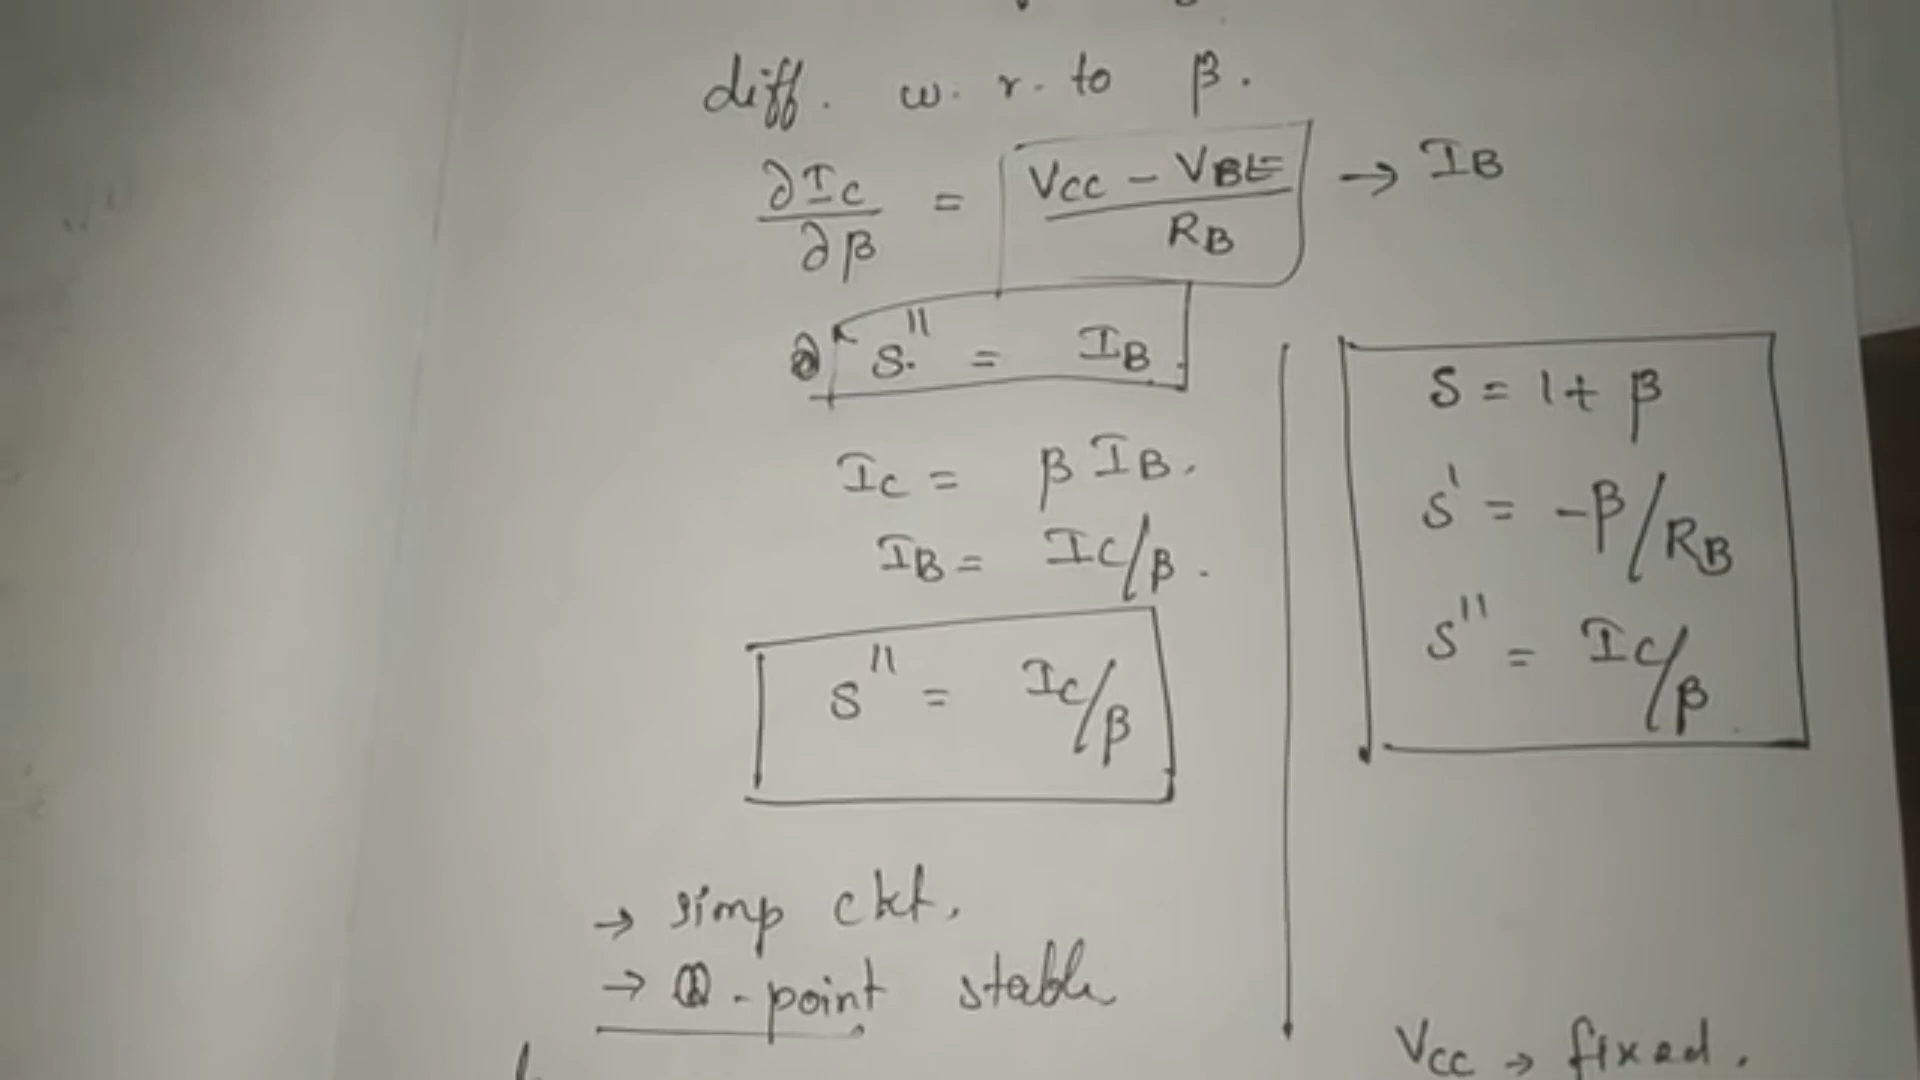 diff. w. r. to β.
∂IC/∂β = (VCC - VBE)/RB → IB
S'' = IB
IC = β IB.
IB = IC/β.
S'' = IC/β
→ simp ckt.
→ Q-point stable
S = 1 + β
S' = -β/RB
S'' = IC/β
VCC → fixed.